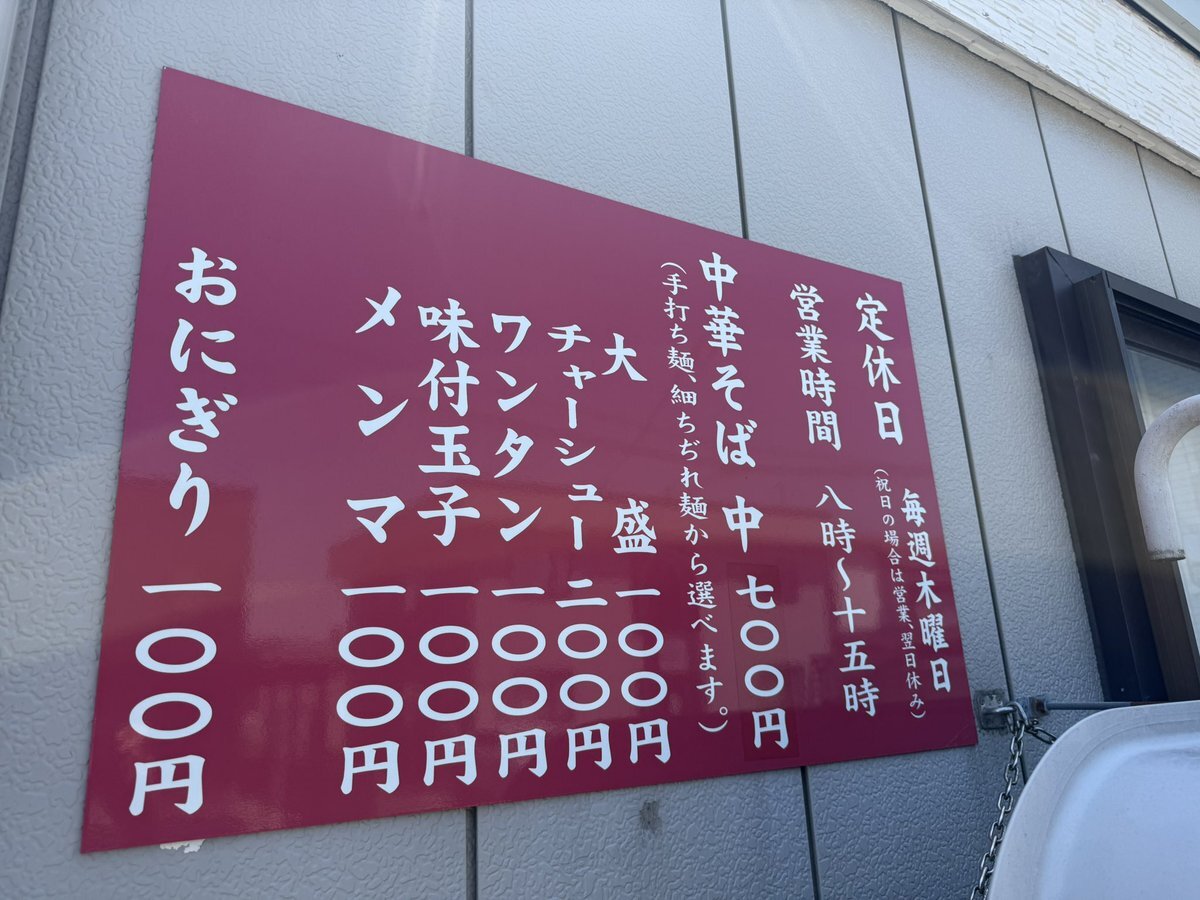 定休日 毎週木曜日
(祝日の場合は営業、翌日休み)
営業時間 八時〜十五時
中華そば 中 七〇〇円
(手打ち麺、細ちぢれ麺から選べます。)
大盛 一〇〇円
チャーシュー 二〇〇円
ワンタン 一〇〇円
味付玉子 一〇〇円
メンマ 一〇〇円
おにぎり 一〇〇円